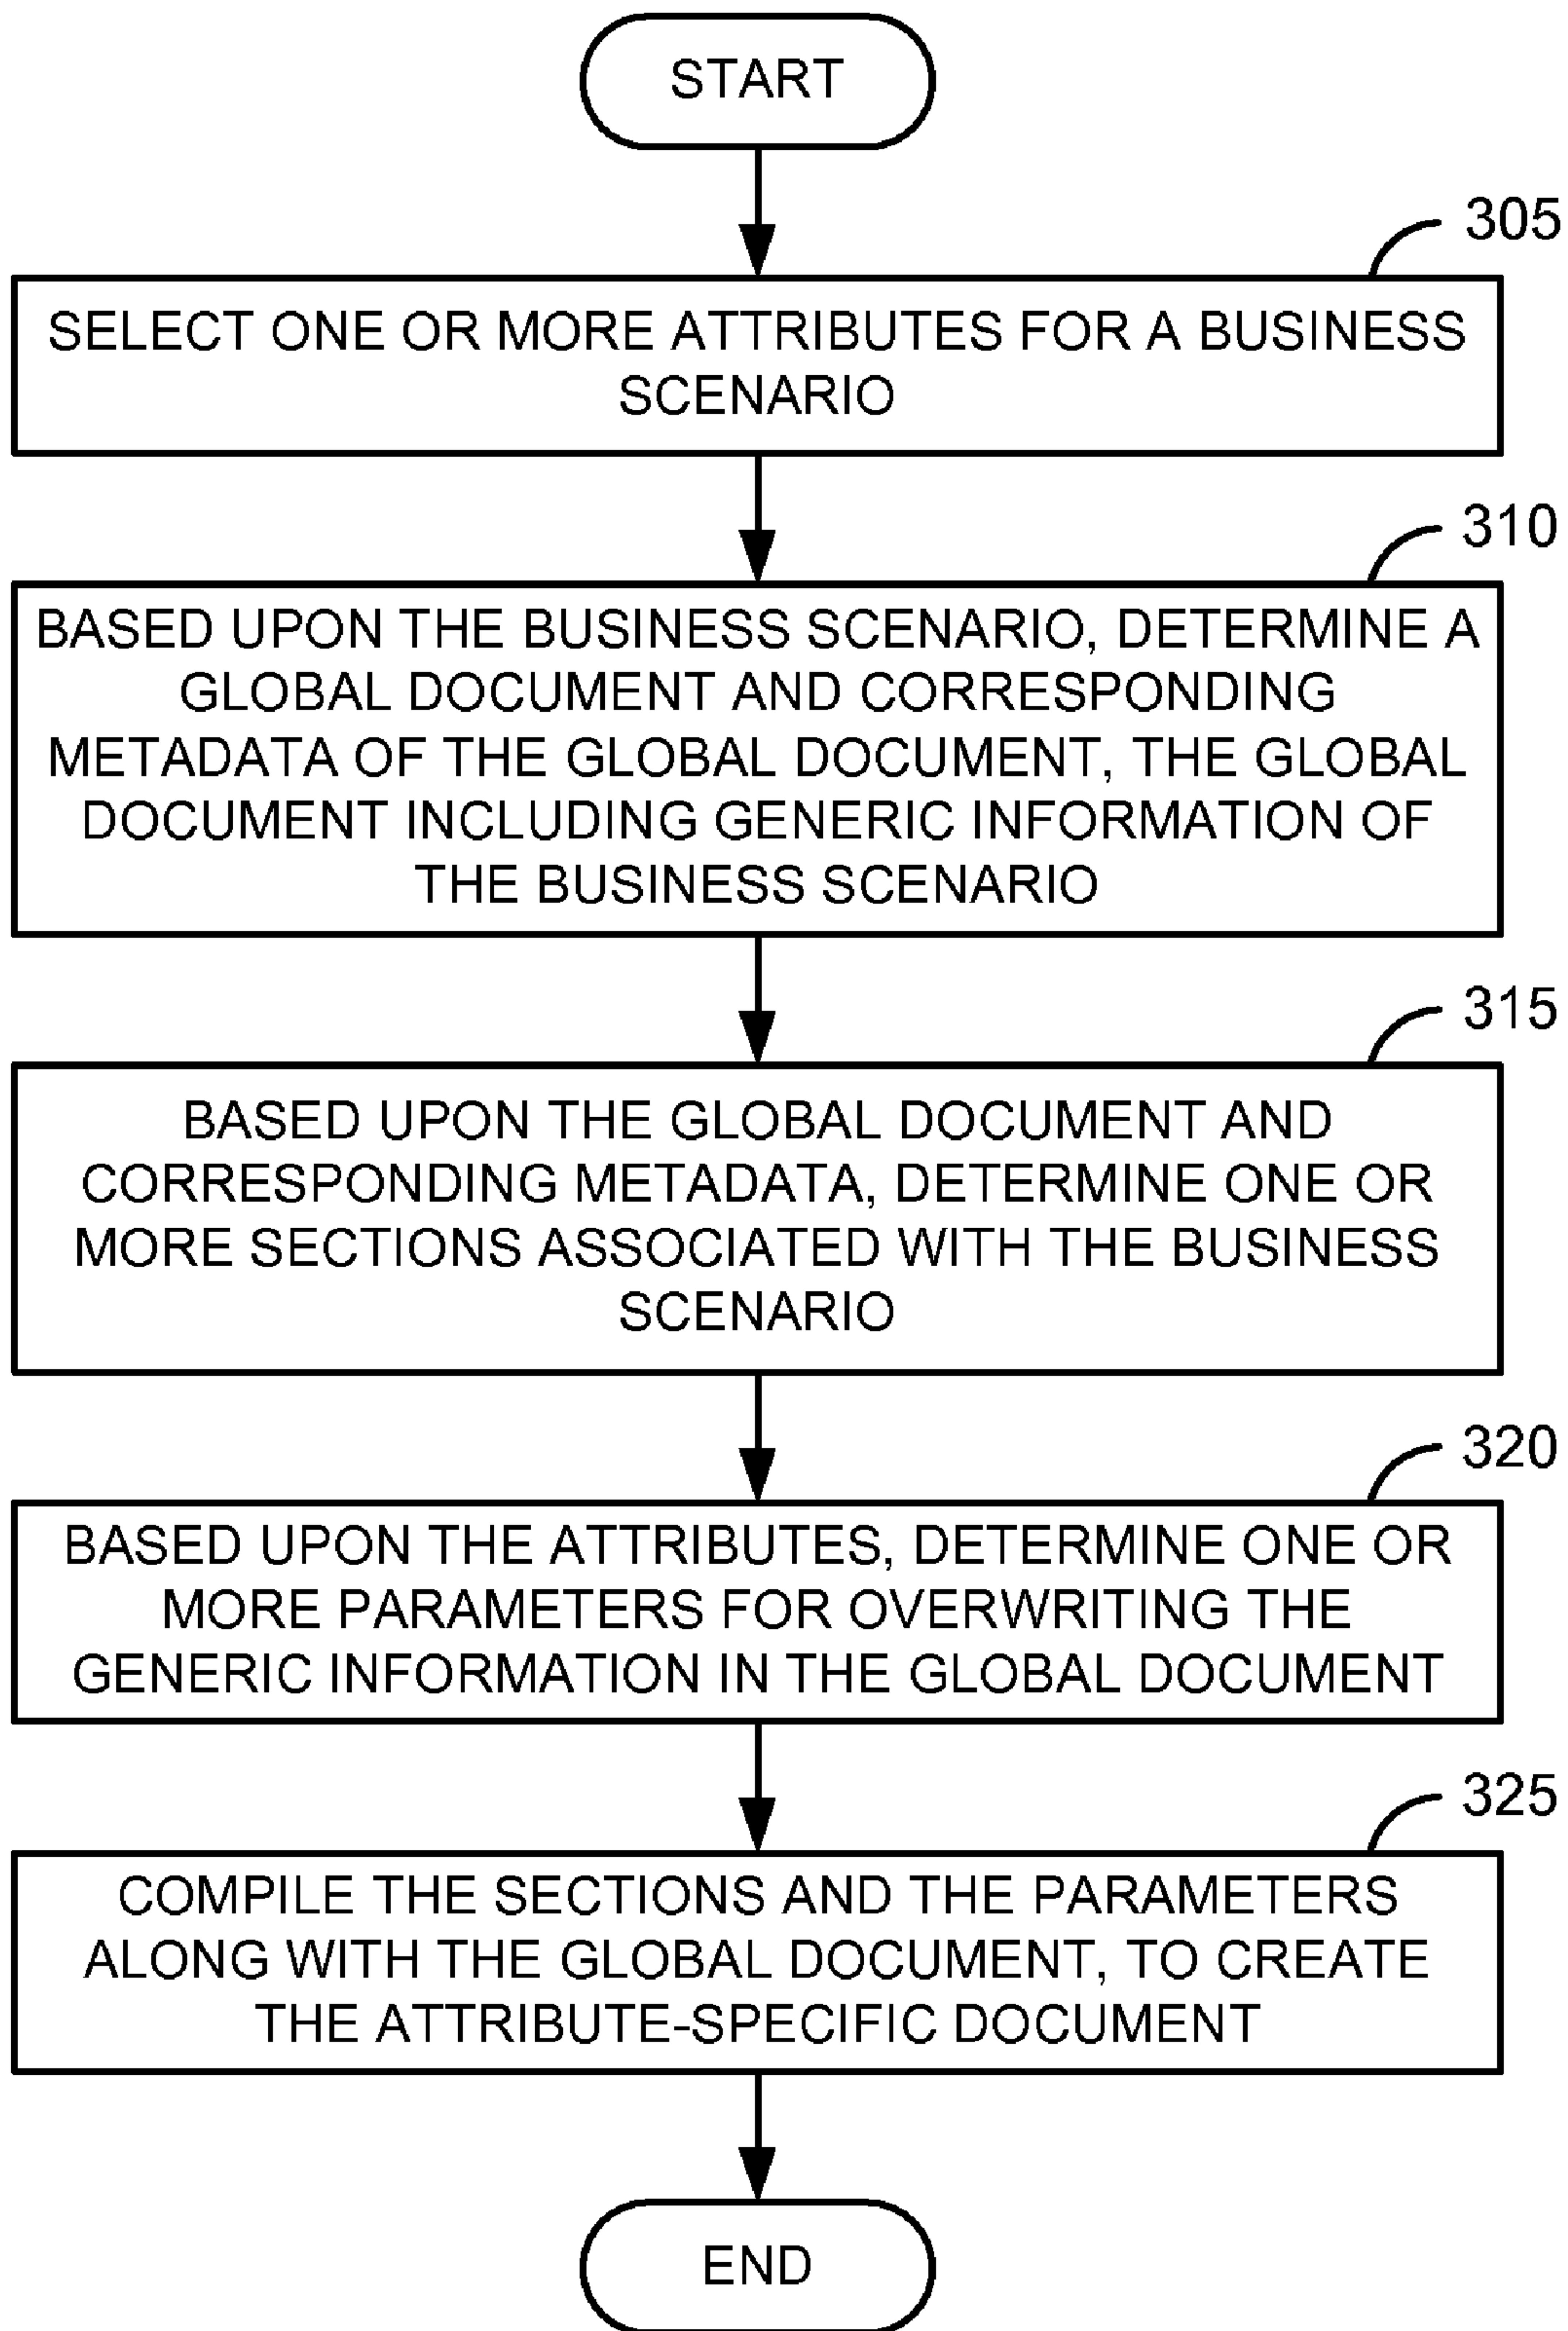 START
305
SELECT ONE OR MORE ATTRIBUTES FOR A BUSINESS
SCENARIO
310
BASED UPON THE BUSINESS SCENARIO, DETERMINE A
GLOBAL DOCUMENT AND CORRESPONDING
METADATA OF THE GLOBAL DOCUMENT, THE GLOBAL
DOCUMENT INCLUDING GENERIC INFORMATION OF
THE BUSINESS SCENARIO
315
BASED UPON THE GLOBAL DOCUMENT AND
CORRESPONDING METADATA, DETERMINE ONE OR
MORE SECTIONS ASSOCIATED WITH THE BUSINESS
SCENARIO
320
BASED UPON THE ATTRIBUTES, DETERMINE ONE OR
MORE PARAMETERS FOR OVERWRITING THE
GENERIC INFORMATION IN THE GLOBAL DOCUMENT
325
COMPILE THE SECTIONS AND THE PARAMETERS
ALONG WITH THE GLOBAL DOCUMENT, TO CREATE
THE ATTRIBUTE-SPECIFIC DOCUMENT
END